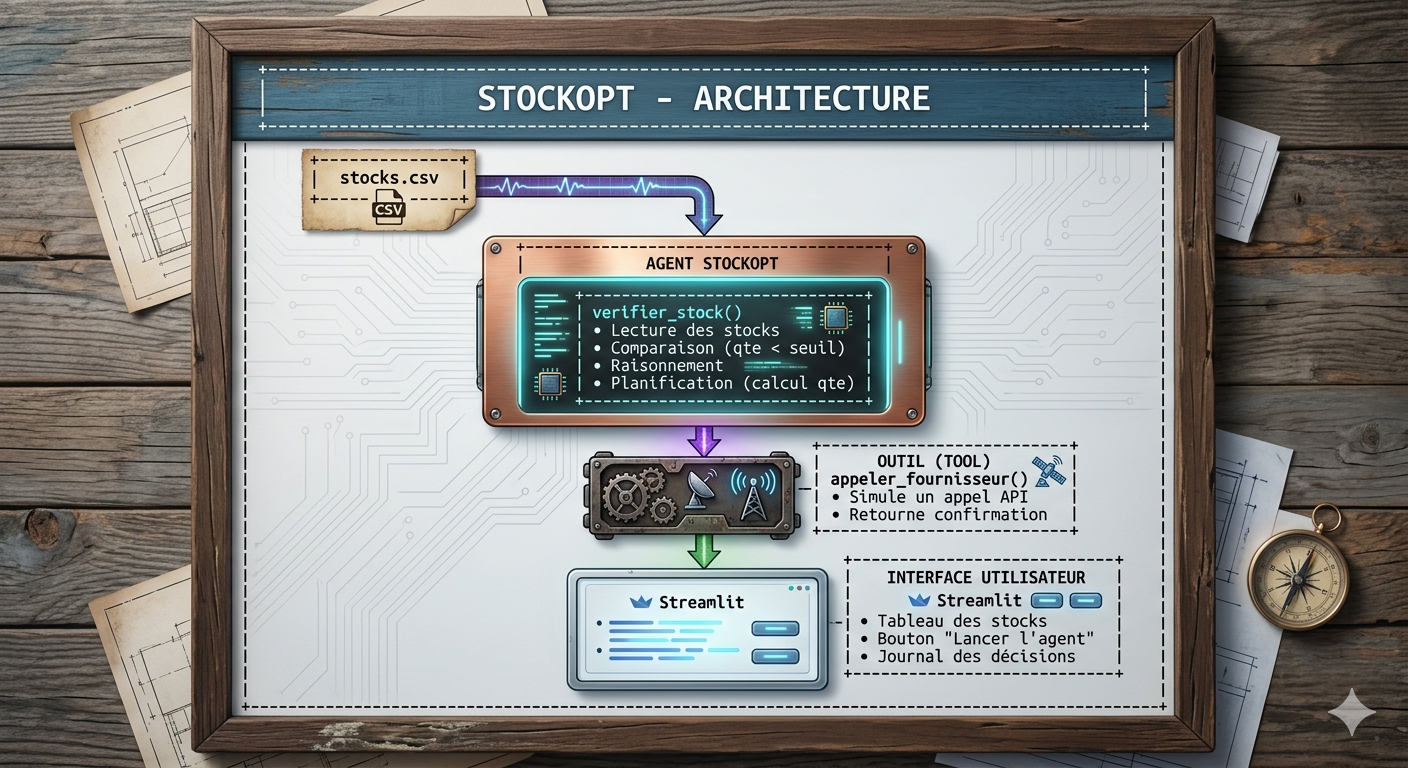 STOCKOPT - ARCHITECTURE
stocks.csv
CSV
AGENT STOCKOPT
verifier_stock()
• Lecture des stocks
• Comparaison (qte < seuil)
• Raisonnement
• Planification (calcul qte)
OUTIL (TOOL)
appeler_fournisseur()
• Simule un appel API
• Retourne confirmation
Streamlit
INTERFACE UTILISATEUR
Streamlit
• Tableau des stocks
• Bouton "Lancer l'agent"
• Journal des décisions